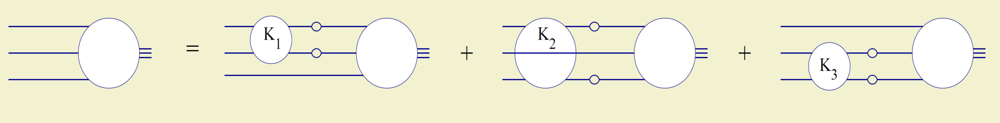 = K1 + K2 + K3